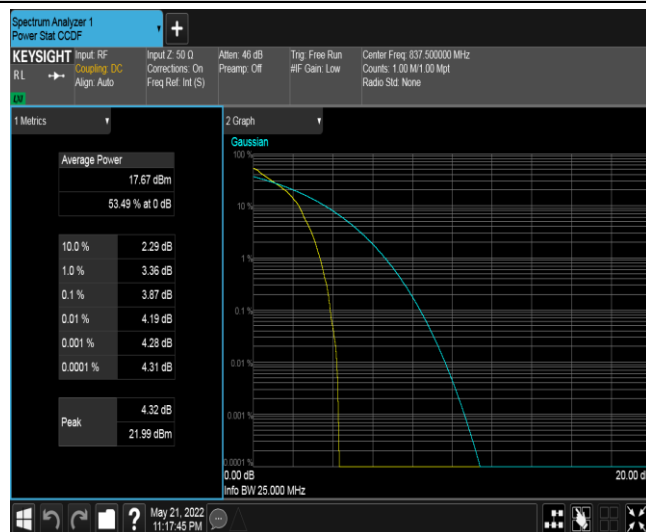 Spectrum Analyzer 1
Power Stat CCDF
+
KEYSIGHT Input: RF Input Z: 50 Ω Atten: 46 dB Trig: Free Run Center Freq: 837.500000 MHz
RL Coupling: DC Corrections: On Preamp: Off #IF Gain: Low Counts: 1.00 M/1.00 Mpt
Align: Auto Freq Ref: Int (S) Radio Std: None
1 Metrics
Average Power
17.67 dBm
53.49 % at 0 dB
10.0 % 2.29 dB
1.0 % 3.36 dB
0.1 % 3.87 dB
0.01 % 4.19 dB
0.001 % 4.28 dB
0.0001 % 4.31 dB
Peak
4.32 dB
21.99 dBm
2 Graph
Gaussian
100 %
10 %
1 %
0.1 %
0.01 %
0.001 %
0.0001 %
0.00 dB 20.00 d
Info BW 25.000 MHz
? May 21, 2022
11:17:45 PM